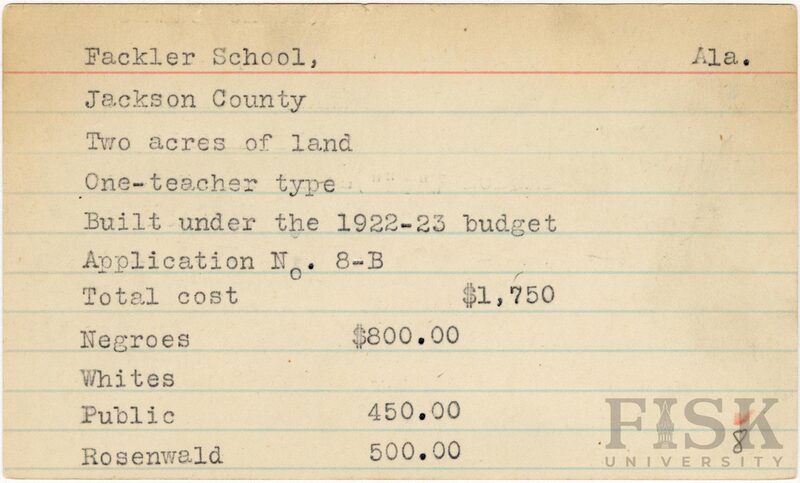 Fackler School, Ala.
Jackson County
Two acres of land
One-teacher type
Built under the 1922-23 budget
Application No. 8-B
Total cost $1,750
Negroes $800.00
Whites
Public 450.00
Rosenwald 500.00
8
FISK
UNIVERSITY